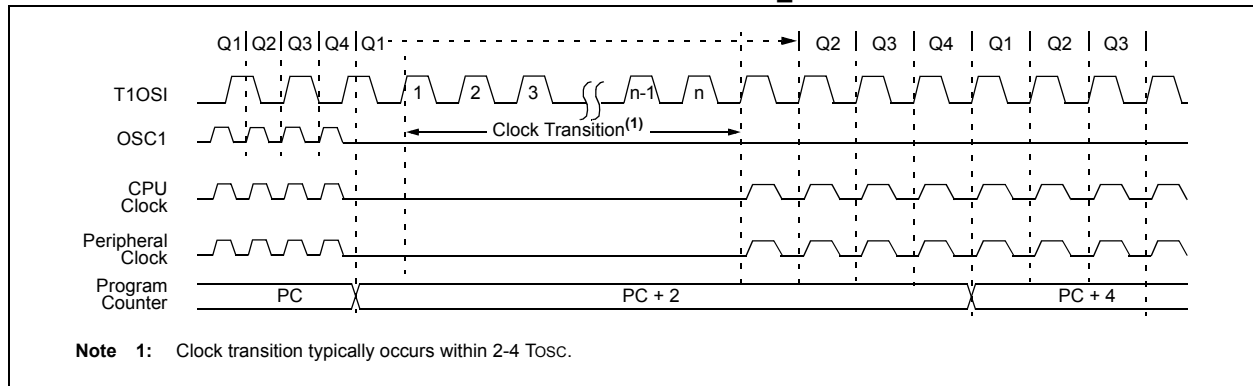 Q1 Q2 Q3 Q4 Q1 Q2 Q3 Q4 Q1 Q2 Q3
T1OSI 1 2 3 n-1 n
Clock Transition(1)
OSC1
CPU
Clock
Peripheral
Clock
Program
Counter
PC PC + 2 PC + 4
Note 1: Clock transition typically occurs within 2-4 TOSC.